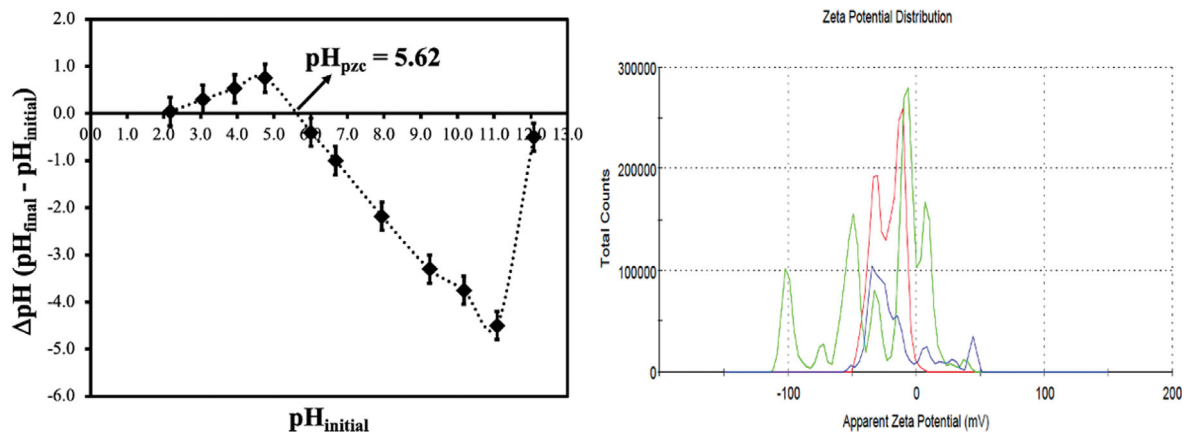 2.0
1.0
0.0
-1.0
-2.0
-3.0
-4.0
-5.0
-6.0
0.0 1.0 2.0 3.0 4.0 5.0 6.0 7.0 8.0 9.0 10.0 11.0 12.0 13.0
pHpzc = 5.62
ΔpH (pHfinal - pHinitial)
pHinitial
Zeta Potential Distribution
300000
200000
100000
0
Total Counts
-100 0 100 200
Apparent Zeta Potential (mV)